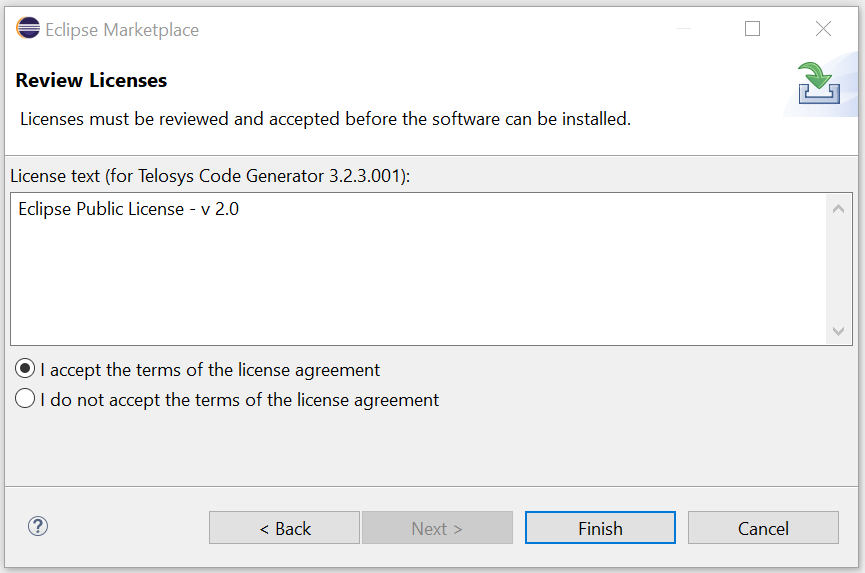 Eclipse Marketplace
Review Licenses
Licenses must be reviewed and accepted before the software can be installed.
License text (for Telosys Code Generator 3.2.3.001):
Eclipse Public License - v 2.0
I accept the terms of the license agreement
I do not accept the terms of the license agreement
? < Back Next > Finish Cancel